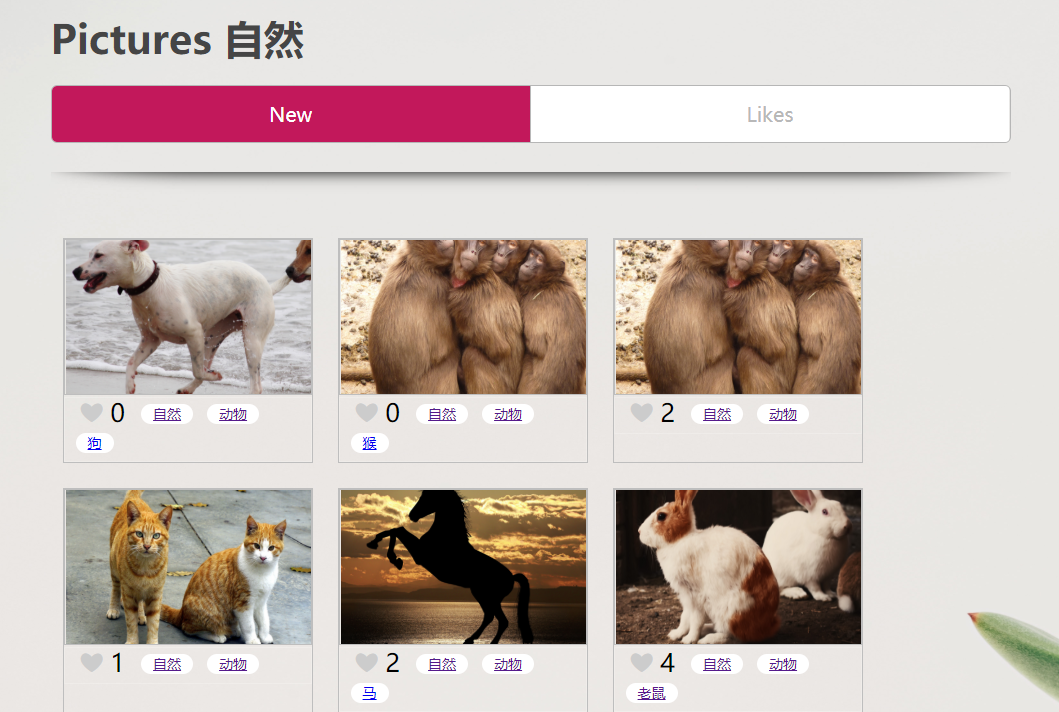 Pictures 自然
New Likes
0 自然 动物
狗
0 自然 动物
猴
2 自然 动物
1 自然 动物
2 自然 动物
马
4 自然 动物
老鼠